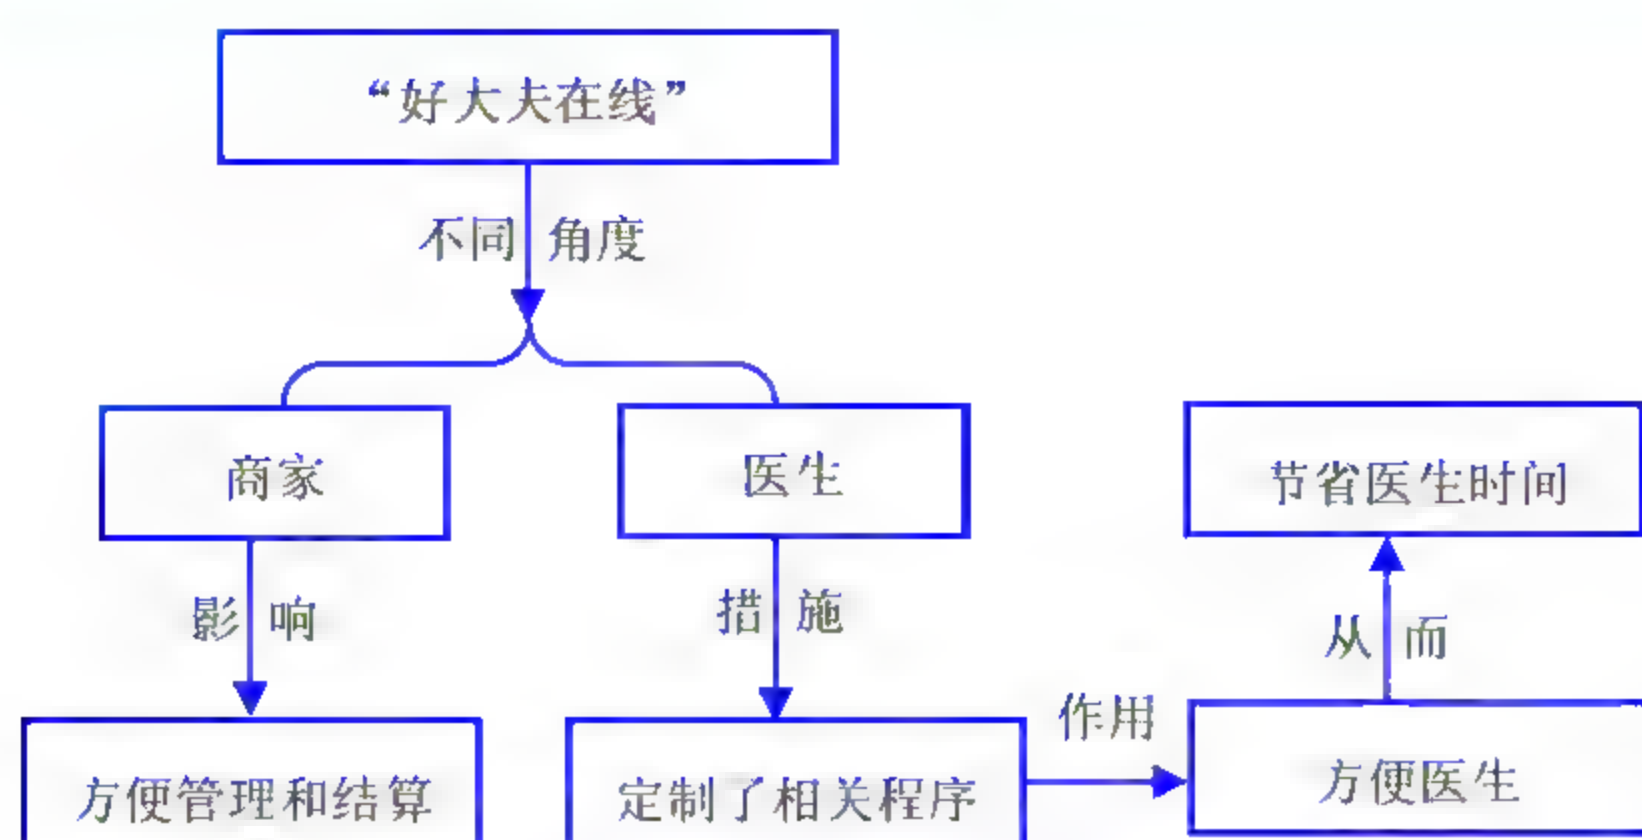 “好大夫在线”
不同 角度
商家
医生
节省医生时间
影 响
措 施
从 而
作用
方便管理和结算
定制了相关程序
方便医生